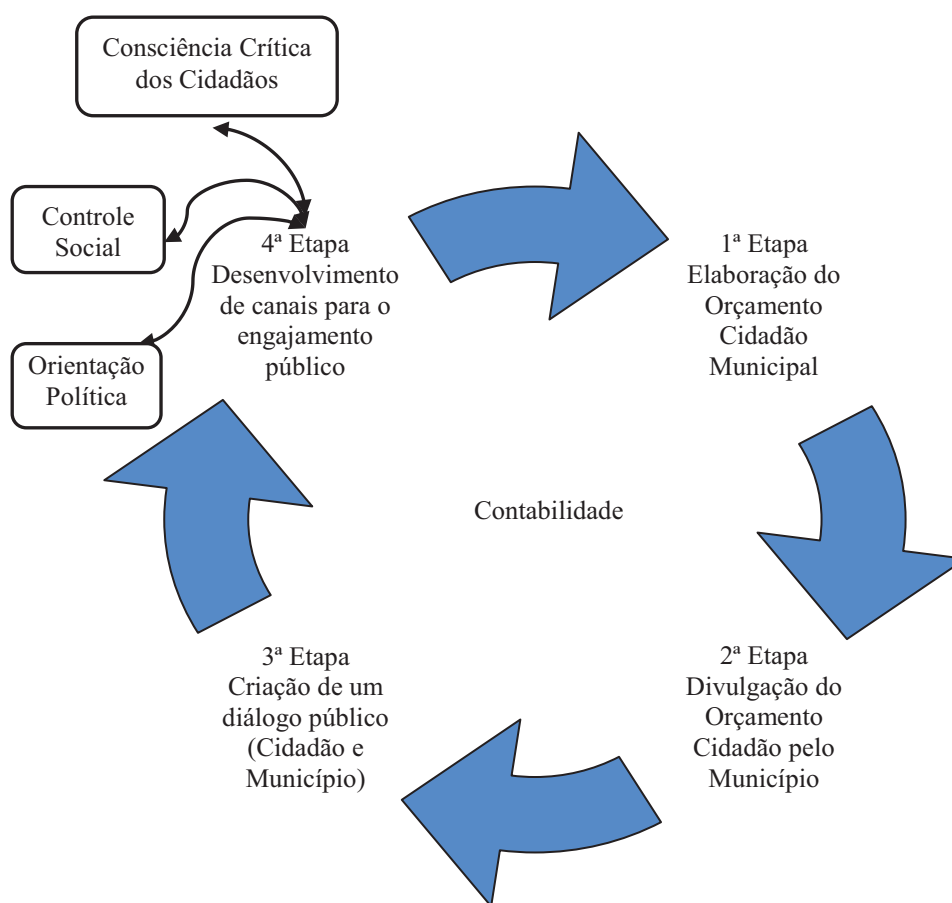 Consciência Crítica
dos Cidadãos
Controle
Social
Orientação
Política
4ª Etapa
Desenvolvimento
de canais para o
engajamento
público
1ª Etapa
Elaboração do
Orçamento
Cidadão
Municipal
Contabilidade
3ª Etapa
Criação de um
diálogo público
(Cidadão e
Município)
2ª Etapa
Divulgação do
Orçamento
Cidadão pelo
Município